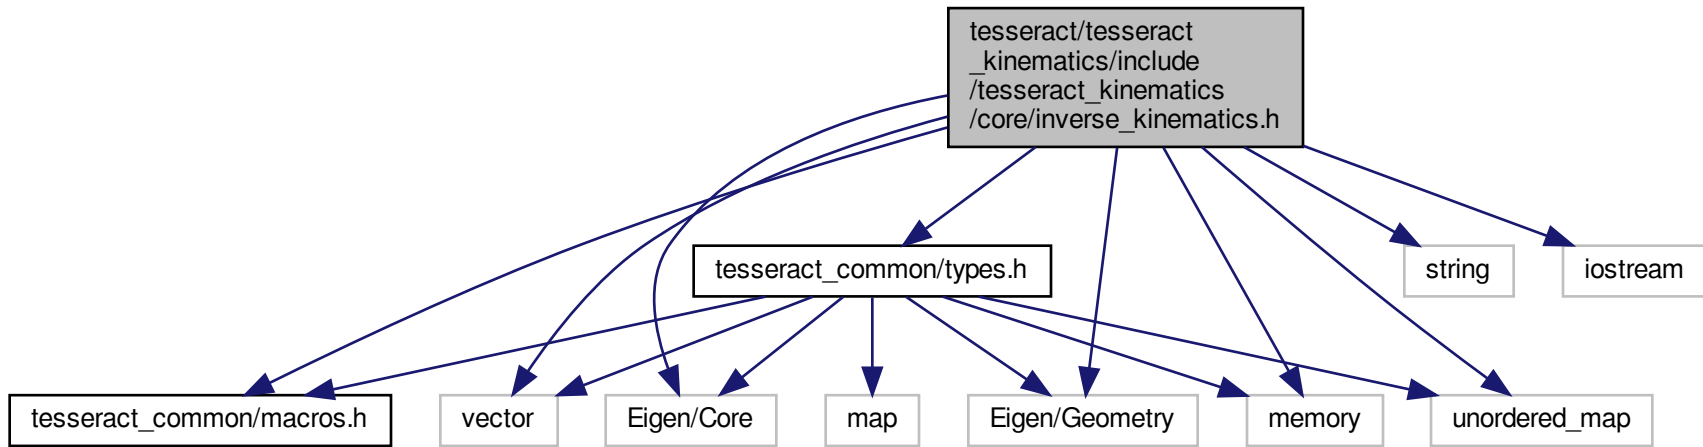 tesseract/tesseract
_kinematics/include
/tesseract_kinematics
/core/inverse_kinematics.h
tesseract_common/types.h
string
iostream
tesseract_common/macros.h
vector
Eigen/Core
map
Eigen/Geometry
memory
unordered_map